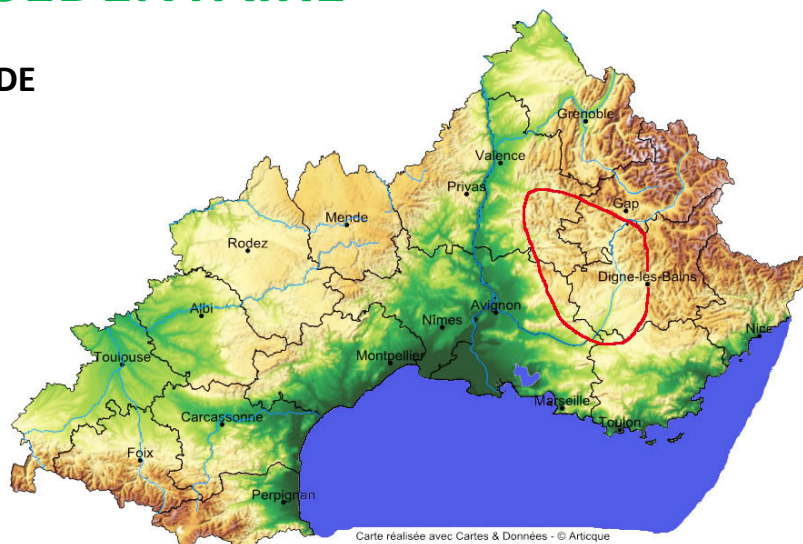 DE
Grenoble
Valence
Privas
Gap
Mende
Rodez
Digne-les-Bains
Albi
Avignon
Nîmes
Nice
Toulouse
Montpellier
Marseille
Carcassonne
Toulon
Foix
Perpignan
Carte réalisée avec Cartes & Données - © Articque